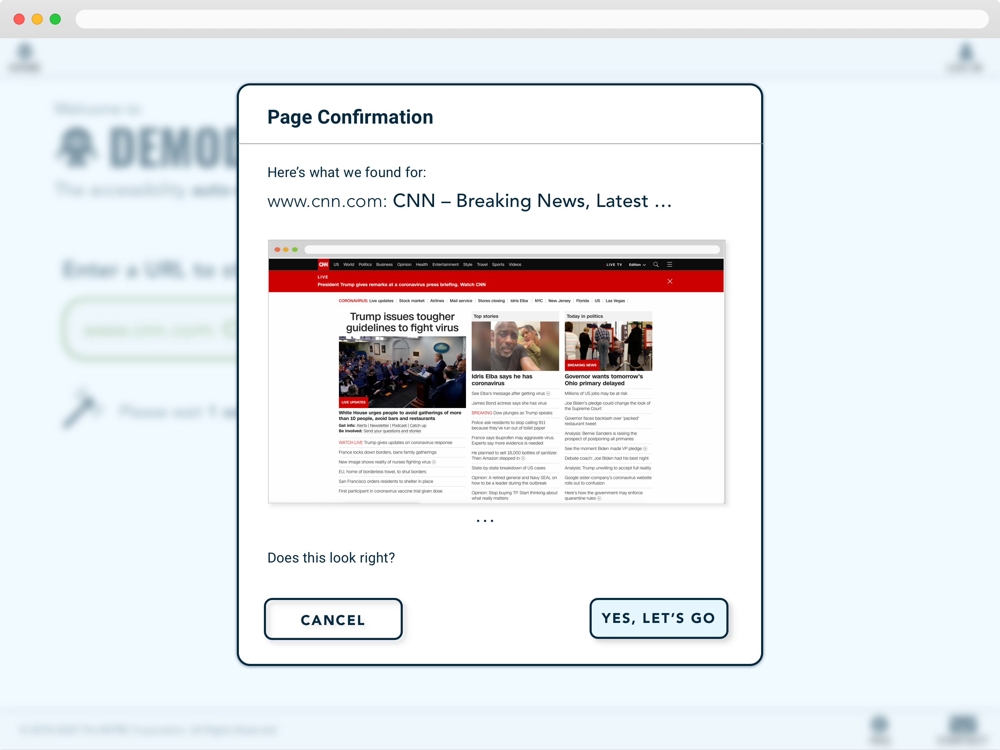 Welcome to
DEMOD
The accessibility auto-
Enter a URL to s
www.cnn.com: C
Please wait 1
Page Confirmation
Here's what we found for:
www.cnn.com: CNN – Breaking News, Latest ...
CNN US World Politics Business Opinion Health Entertainment Style Travel Sports Videos LIVE TV Edition
LIVE
President Trump gives remarks at a coronavirus press briefing. Watch CNN
CORONAVIRUS: Live updates | Stock market | Airlines | Mail service | Stores closing | Idris Elba | NYC | New Jersey | Florida | US | Las Vegas |
Trump issues tougher
guidelines to fight virus
LIVE UPDATES
White House urges people to avoid gatherings of more
than 10 people, avoid bars and restaurants
Get info: Alerts | Newsletter | Podcast | Catch up
Be involved: Send your questions and stories
WATCH LIVE Trump gives updates on coronavirus response
France locks down borders, bans family gatherings
New image shows reality of nurses fighting virus
EU, home of borderless travel, to shut borders
San Francisco orders residents to shelter in place
First participant in coronavirus vaccine trial given dose
Top stories
Idris Elba says he has
coronavirus
See Elba's message after getting virus
James Bond actress says she has virus
BREAKING Dow plunges as Trump speaks
Police ask residents to stop calling 911
because they've run out of toilet paper
France says ibuprofen may aggravate virus.
Experts say more evidence is needed
He planned to sell 18,000 bottles of sanitizer.
Then Amazon stepped in
State-by-state breakdown of US cases
Opinion: A retired general and Navy SEAL on
how to be a leader during the outbreak
Opinion: Stop buying TP. Start thinking about
what really matters
Today in politics
BREAKING NEWS
Governor wants tomorrow's
Ohio primary delayed
Millions of US jobs may be at risk
Joe Biden's pledge could change the look of
the Supreme Court
Governor faces backlash over 'packed'
restaurant tweet
Analysis: Bernie Sanders is raising the
prospect of postponing all primaries
See the moment Biden made VP pledge
Debate coach: Joe Biden had his best night
Analysis: Trump unwilling to accept full reality
Google sister-company's coronavirus website
rolls out to confusion
Here's how the government may enforce
quarantine rules
...
Does this look right?
CANCEL
YES, LET'S GO